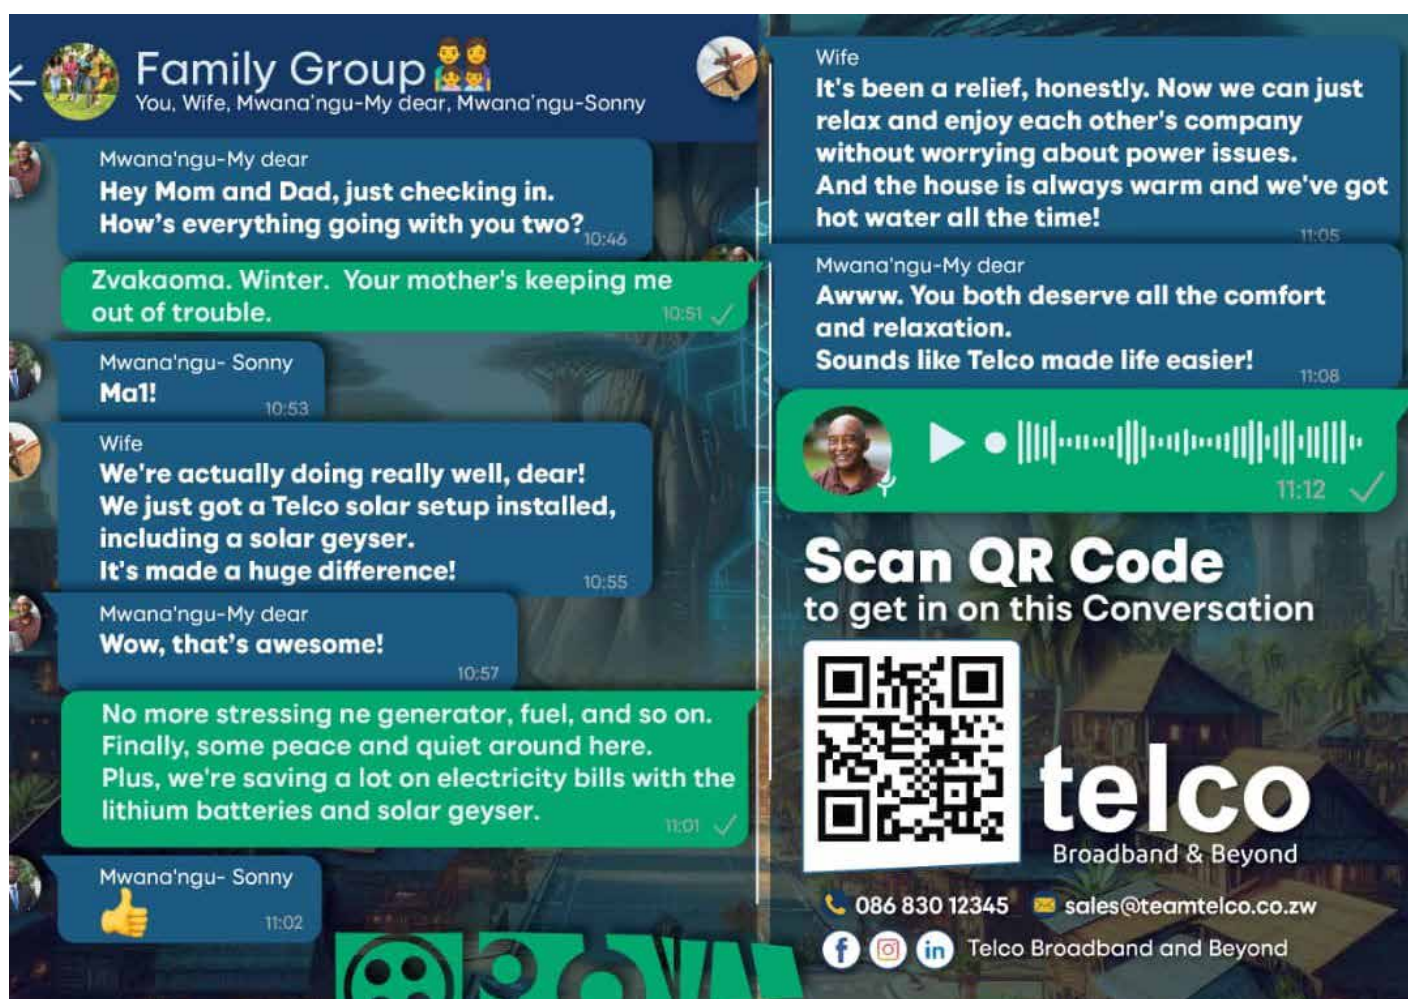 Family Group
You, Wife, Mwana'ngu-My dear, Mwana'ngu-Sonny
Mwana'ngu-My dear
Hey Mom and Dad, just checking in.
How's everything going with you two?
10:46
Zvakaoma. Winter. Your mother's keeping me
out of trouble.
10:51
Mwana'ngu- Sonny
Ma1!
10:53
Wife
We're actually doing really well, dear!
We just got a Telco solar setup installed,
including a solar geyser.
It's made a huge difference!
10:55
Mwana'ngu-My dear
Wow, that's awesome!
10:57
No more stressing ne generator, fuel, and so on.
Finally, some peace and quiet around here.
Plus, we're saving a lot on electricity bills with the
lithium batteries and solar geyser.
11:01
Mwana'ngu- Sonny
11:02
Wife
It's been a relief, honestly. Now we can just
relax and enjoy each other's company
without worrying about power issues.
And the house is always warm and we've got
hot water all the time!
11:05
Mwana'ngu-My dear
Awww. You both deserve all the comfort
and relaxation.
Sounds like Telco made life easier!
11:08
11:12
Scan QR Code
to get in on this Conversation
telco
Broadband & Beyond
086 830 12345 sales@teamtelco.co.zw
Telco Broadband and Beyond